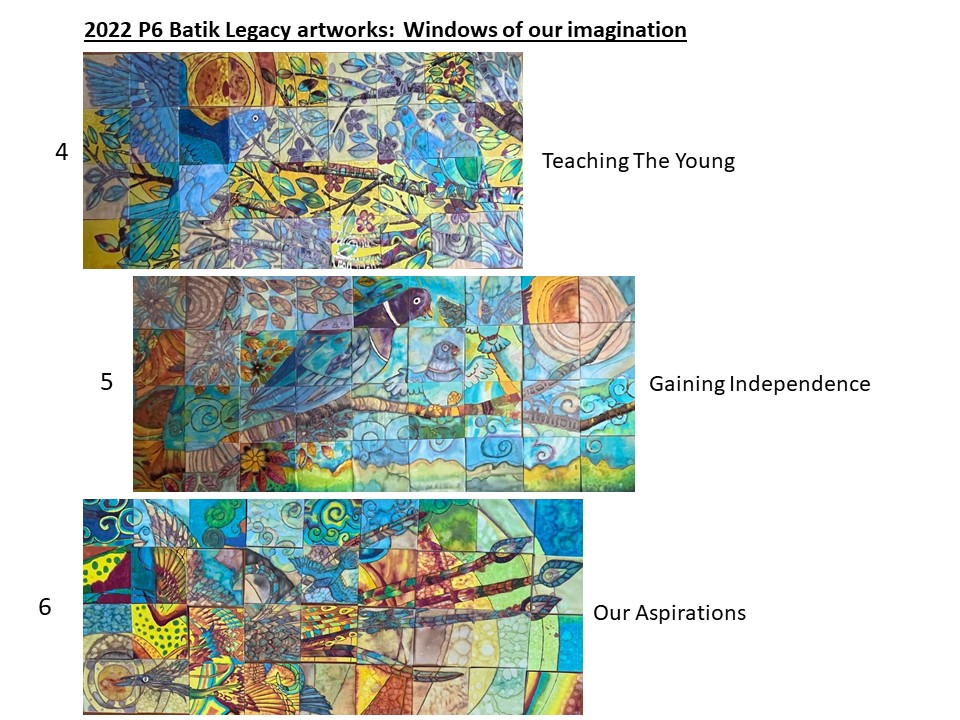 2022 P6 Batik Legacy artworks: Windows of our imagination
4
Teaching The Young
5
Gaining Independence
6
Our Aspirations